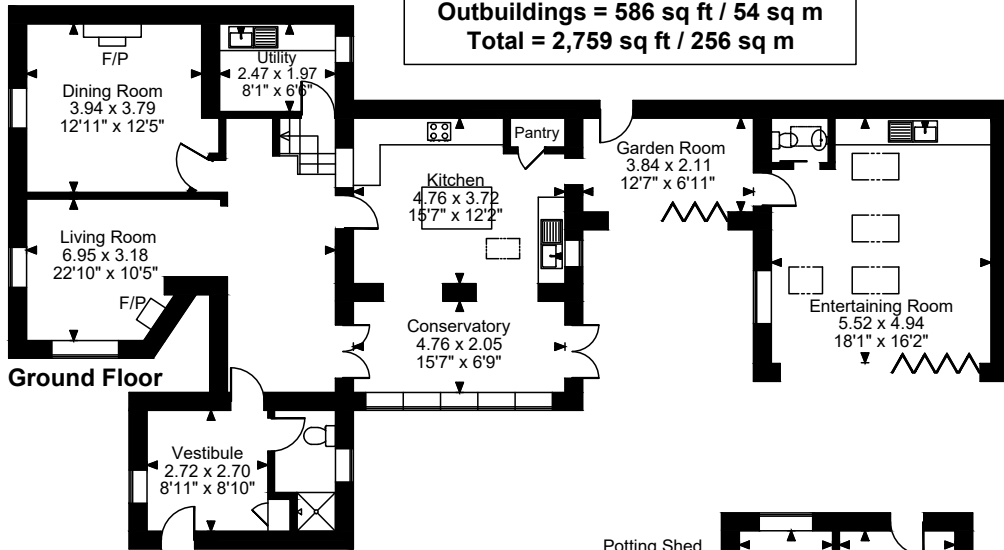 Outbuildings = 586 sq ft / 54 sq m
Total = 2,759 sq ft / 256 sq m
F/P
Dining Room
3.94 x 3.79
12'11" x 12'5"
Utility
2.47 x 1.97
8'1" x 6'6"
Pantry
Kitchen
4.76 x 3.72
15'7" x 12'2"
Garden Room
3.84 x 2.11
12'7" x 6'11"
Living Room
6.95 x 3.18
22'10" x 10'5"
F/P
Conservatory
4.76 x 2.05
15'7" x 6'9"
Entertaining Room
5.52 x 4.94
18'1" x 16'2"
Ground Floor
Vestibule
2.72 x 2.70
8'11" x 8'10"
Potting Shed